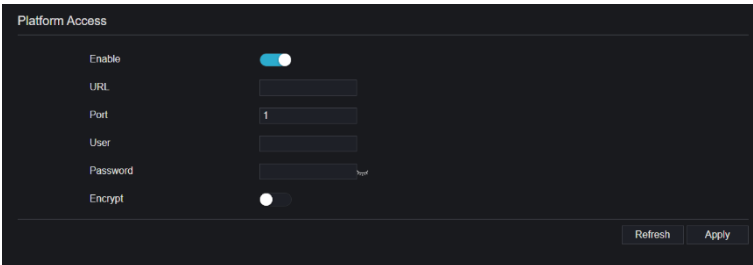 Platform Access
Enable
URL
Port 1
User
Password
Encrypt
Refresh Apply